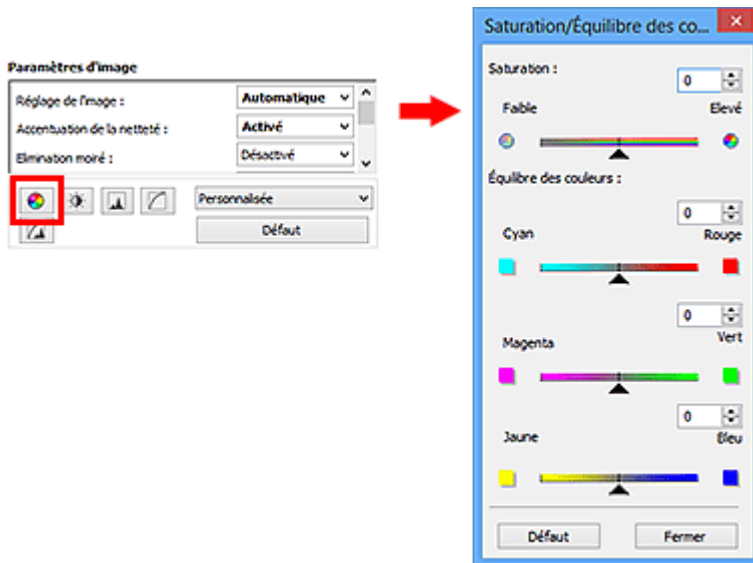 Paramètres d'image
Réglage de l'image : Automatique
Accentuation de la netteté : Activé
Elimination moiré : Désactivé
Personnalisée
Défaut
Saturation/Équilibre des co...
Saturation :
0
Faible Elevé
Équilibre des couleurs :
0
Cyan Rouge
0
Magenta Vert
0
Jaune Bleu
Défaut Fermer